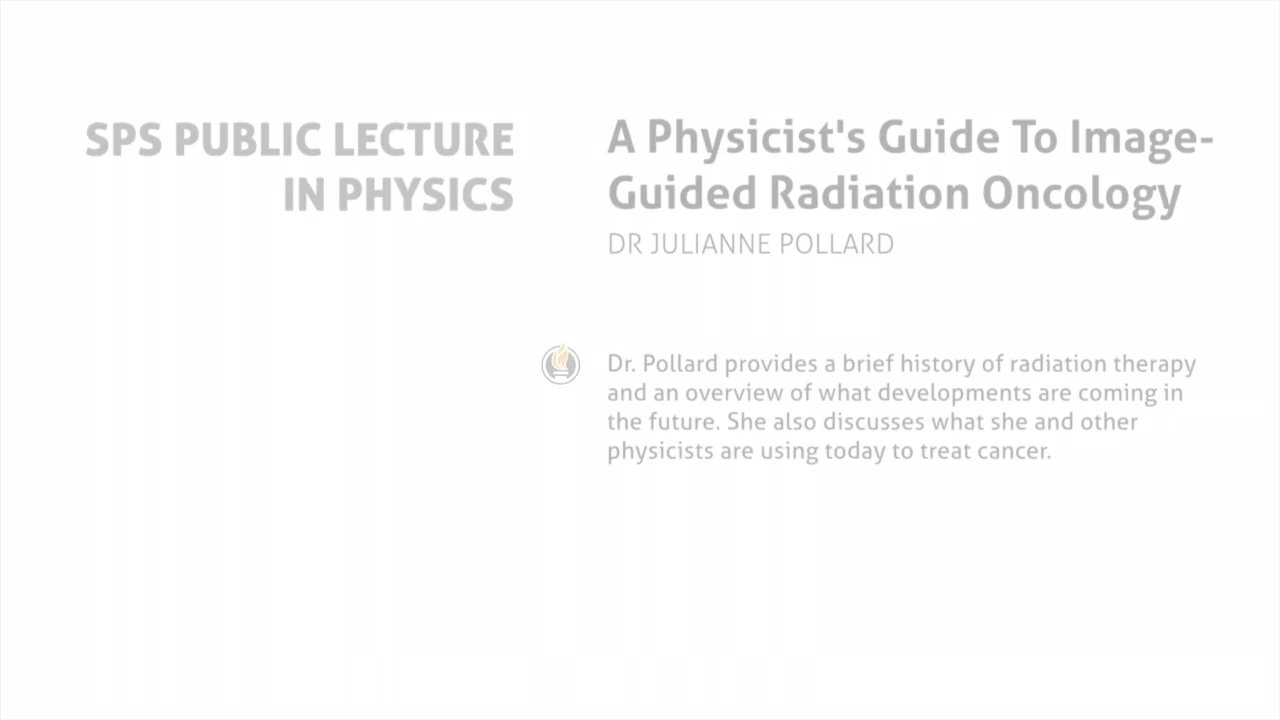 SPS PUBLIC LECTURE
IN PHYSICS
A Physicist's Guide To Image-
Guided Radiation Oncology
DR JULIANNE POLLARD
Dr. Pollard provides a brief history of radiation therapy
and an overview of what developments are coming in
the future. She also discusses what she and other
physicists are using today to treat cancer.